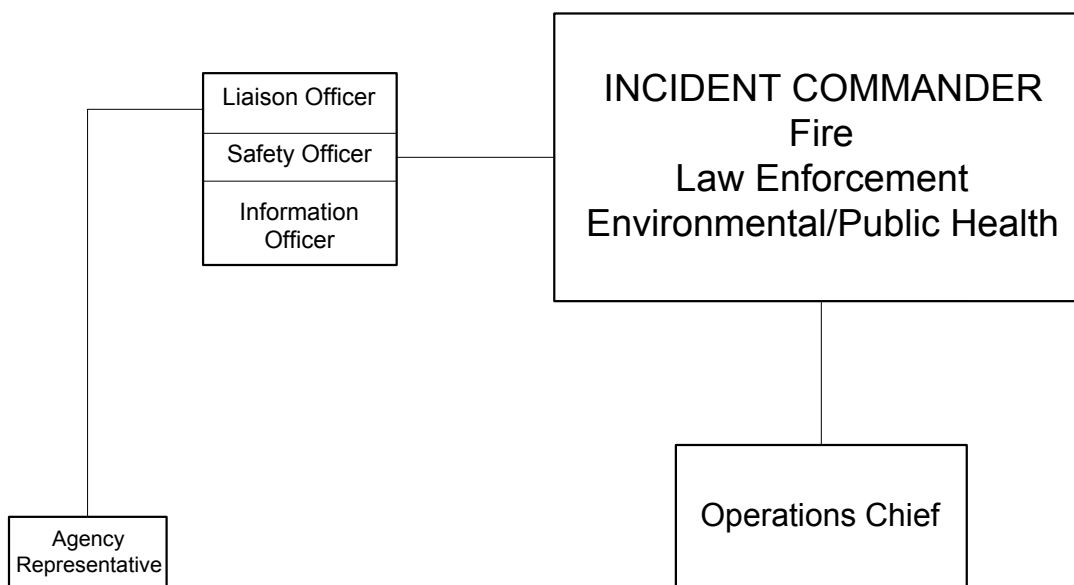 Liaison Officer
Safety Officer
Information
Officer
INCIDENT COMMANDER
Fire
Law Enforcement
Environmental/Public Health
Agency
Representative
Operations Chief